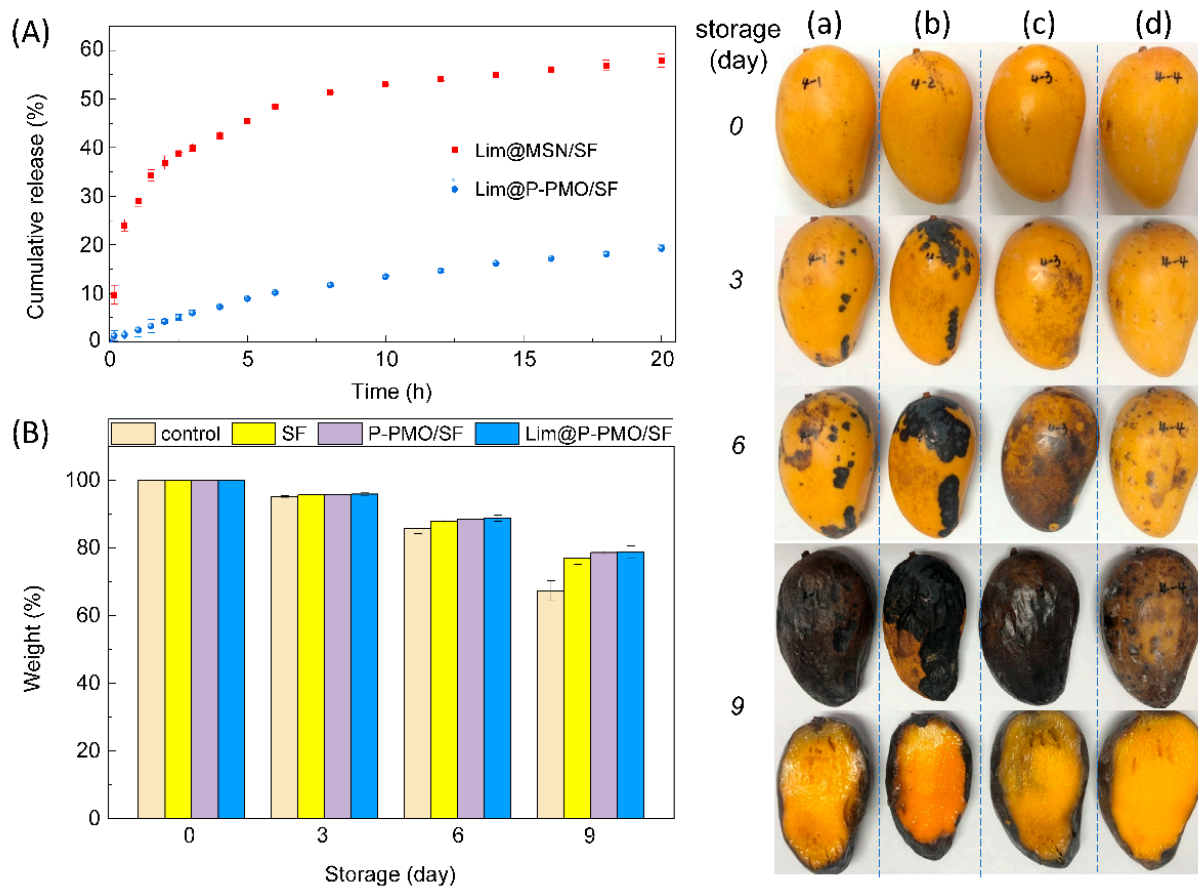 (A)
60
50
40
30
20
10
0
Cumulative release (%)
Lim@MSN/SF
Lim@P-PMO/SF
0
5
10
15
20
Time (h)
(B)
control
SF
P-PMO/SF
Lim@P-PMO/SF
100
80
60
40
20
0
Weight (%)
0
3
6
9
Storage (day)
storage
(day)
(a)
(b)
(c)
(d)
0
4-1
4-2
4-3
4-4
3
4-1
4-3
4-4
6
4-3
4-4
9
4-4